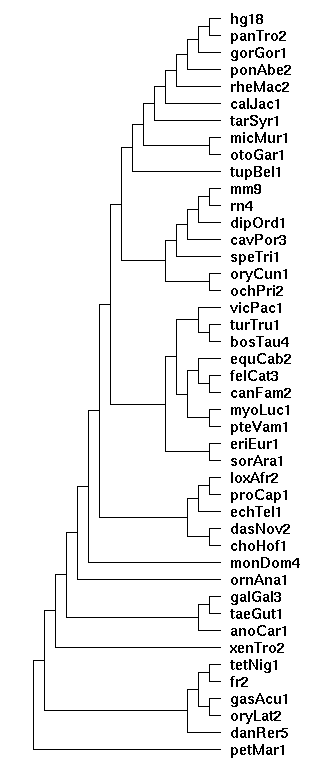 hg18
panTro2
gorGor1
ponAbe2
rheMac2
calJac1
tarSyr1
micMur1
otoGar1
tupBel1
mm9
rn4
dipOrd1
cavPor3
speTri1
oryCun1
ochPri2
vicPac1
turTru1
bosTau4
equCab2
felCat3
canFam2
myoLuc1
pteVam1
eriEur1
sorAra1
loxAfr2
proCap1
echTel1
dasNov2
choHof1
monDom4
ornAna1
galGal3
taeGut1
anoCar1
xenTro2
tetNig1
fr2
gasAcu1
oryLat2
danRer5
petMar1